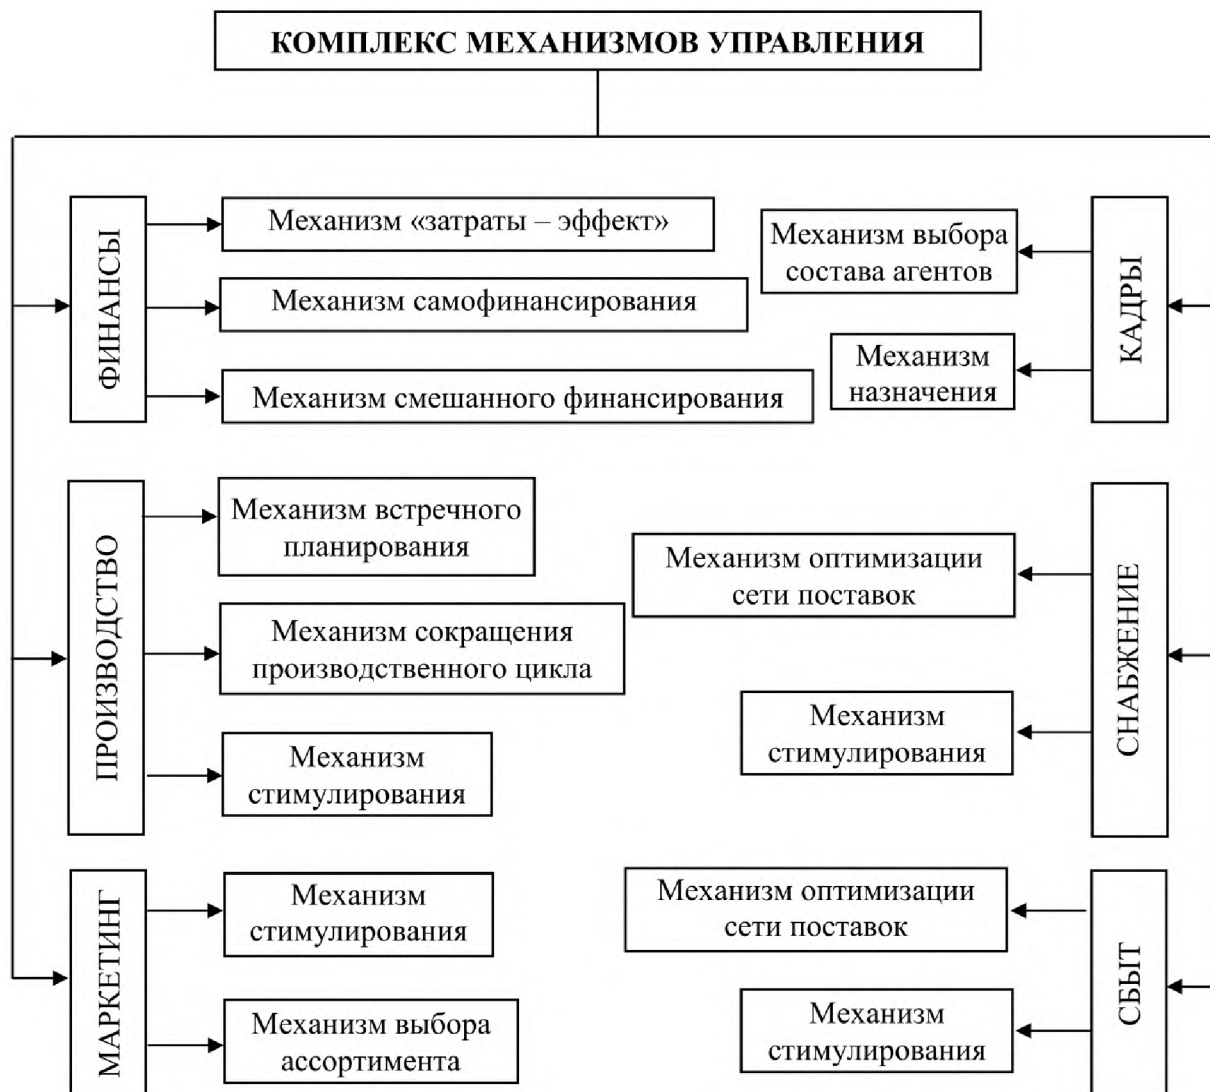 КОМПЛЕКС МЕХАНИЗМОВ УПРАВЛЕНИЯ
ФИНАНСЫ
Механизм «затраты – эффект»
Механизм самофинансирования
Механизм смешанного финансирования
КАДРЫ
Механизм выбора
состава агентов
Механизм
назначения
ПРОИЗВОДСТВО
Механизм встречного
планирования
Механизм сокращения
производственного цикла
Механизм
стимулирования
СНАБЖЕНИЕ
Механизм оптимизации
сети поставок
Механизм
стимулирования
МАРКЕТИНГ
Механизм
стимулирования
Механизм выбора
ассортимента
СБЫТ
Механизм оптимизации
сети поставок
Механизм
стимулирования